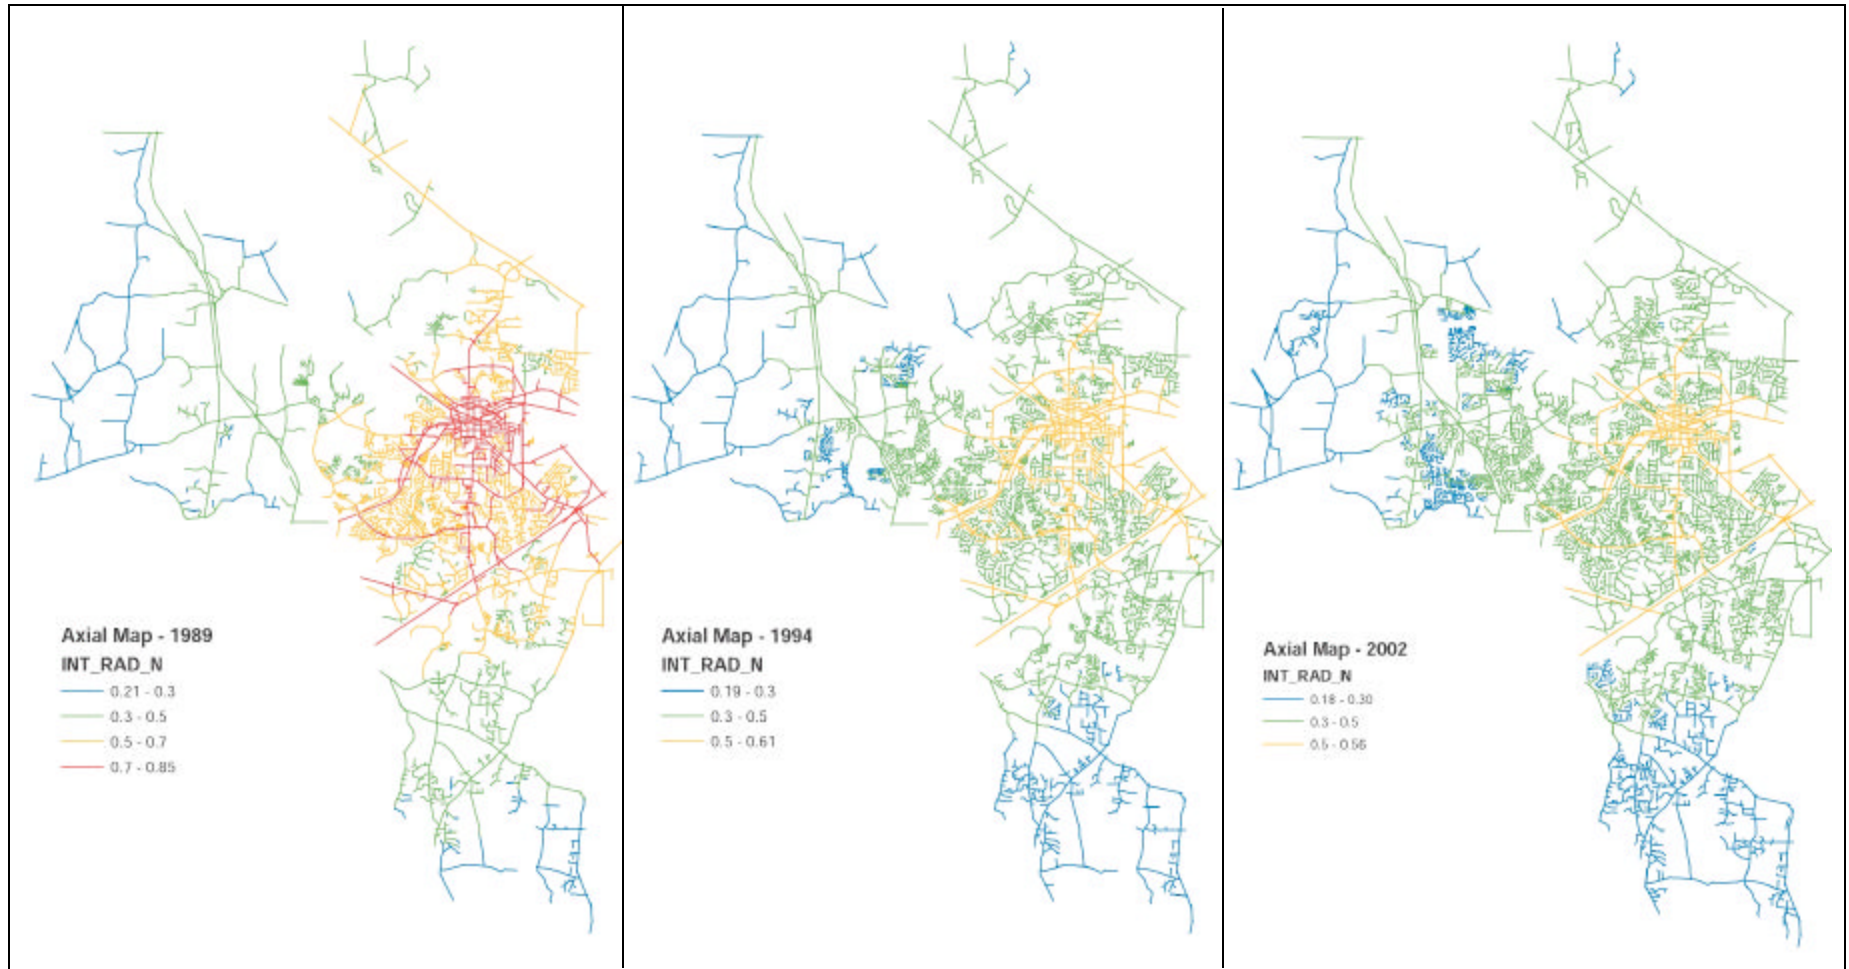 Axial Map - 1989
INT_RAD_N
0.21 - 0.3
0.3 - 0.5
0.5 - 0.7
0.7 - 0.85
Axial Map - 1994
INT_RAD_N
0.19 - 0.3
0.3 - 0.5
0.5 - 0.61
Axial Map - 2002
INT_RAD_N
0.18 - 0.30
0.3 - 0.5
0.5 - 0.56